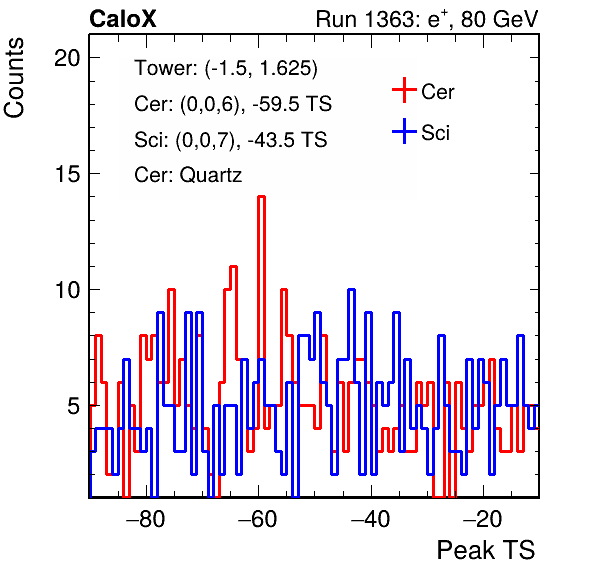 CaloX Run 1363: e⁺, 80 GeV
Counts
Tower: (-1.5, 1.625)
Cer: (0,0,6), -59.5 TS
Sci: (0,0,7), -43.5 TS
Cer: Quartz
Cer
Sci
20
15
10
5
−80 −60 −40 −20
Peak TS